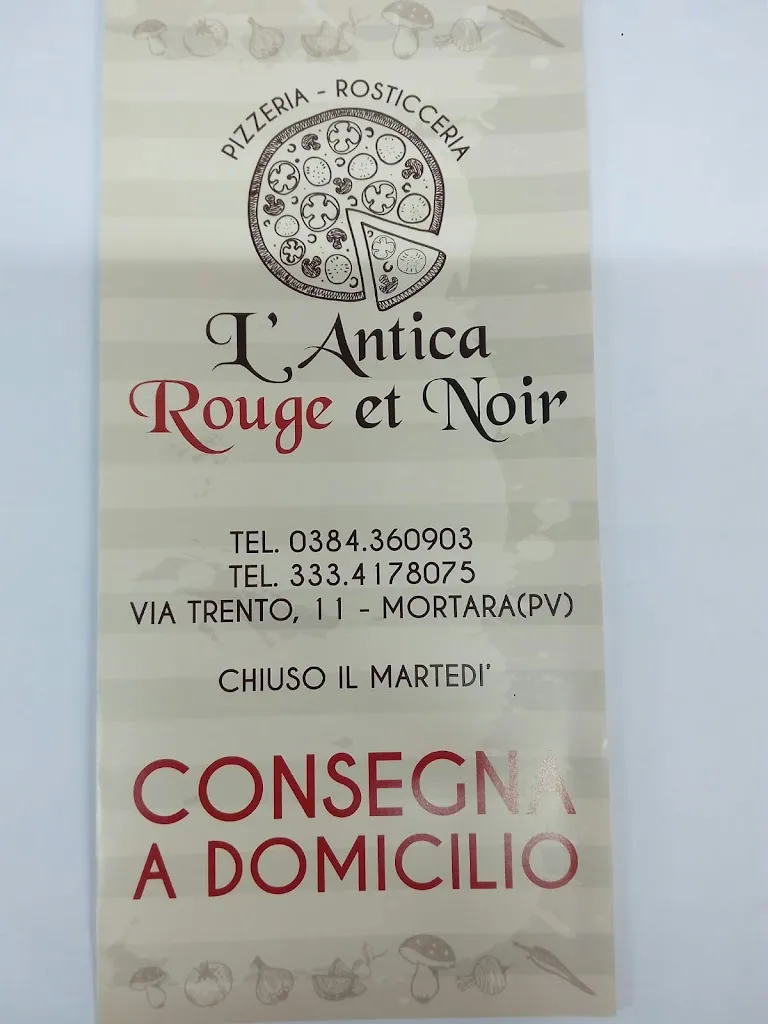 PIZZERIA - ROSTICCERIA
L'Antica
Rouge et Noir
TEL. 0384.360903
TEL. 333.4178075
VIA TRENTO, 11 - MORTARA(PV)
CHIUSO IL MARTEDI'
CONSEGNA
A DOMICILIO